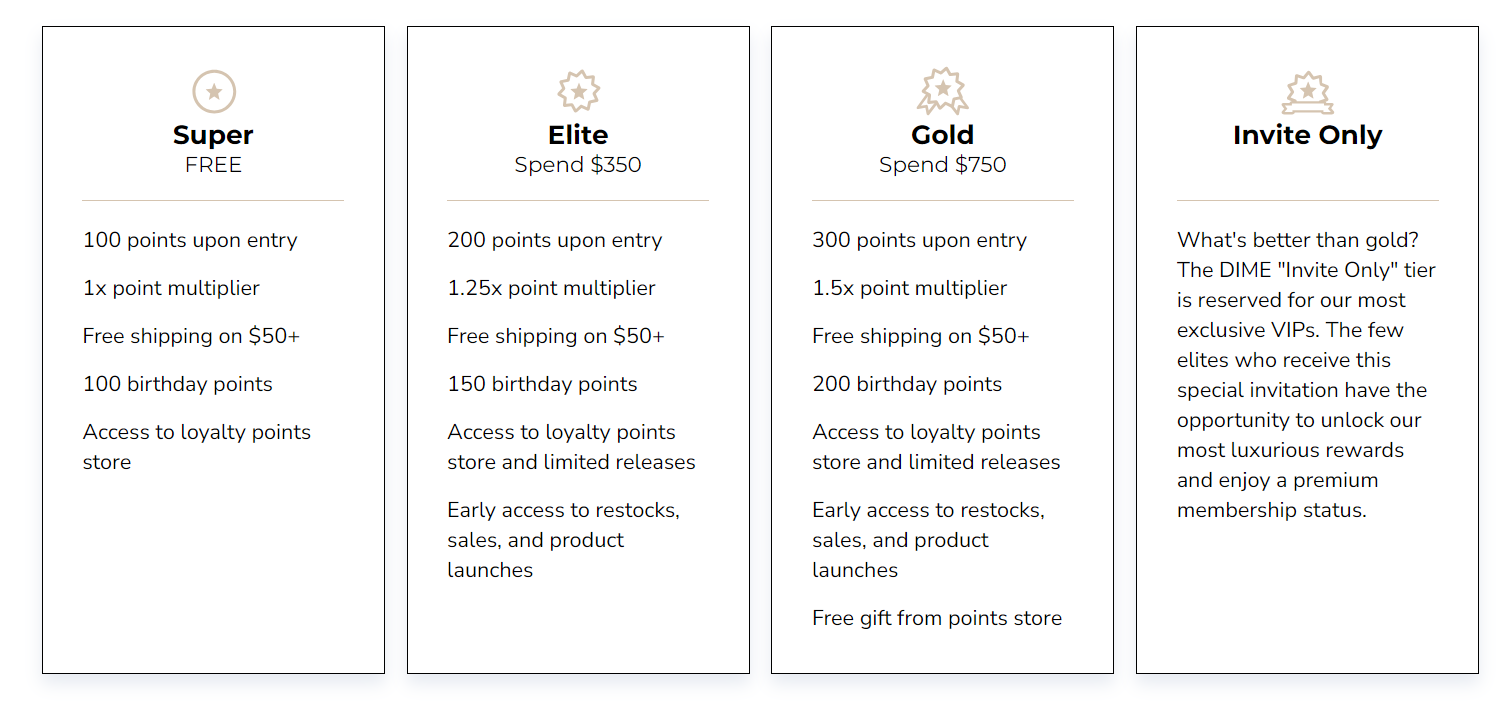 Super
FREE
100 points upon entry
1x point multiplier
Free shipping on $50+
100 birthday points
Access to loyalty points
store
Elite
Spend $350
200 points upon entry
1.25x point multiplier
Free shipping on $50+
150 birthday points
Access to loyalty points
store and limited releases
Early access to restocks,
sales, and product
launches
Gold
Spend $750
300 points upon entry
1.5x point multiplier
Free shipping on $50+
200 birthday points
Access to loyalty points
store and limited releases
Early access to restocks,
sales, and product
launches
Free gift from points store
Invite Only
What's better than gold?
The DIME "Invite Only" tier
is reserved for our most
exclusive VIPs. The few
elites who receive this
special invitation have the
opportunity to unlock our
most luxurious rewards
and enjoy a premium
membership status.